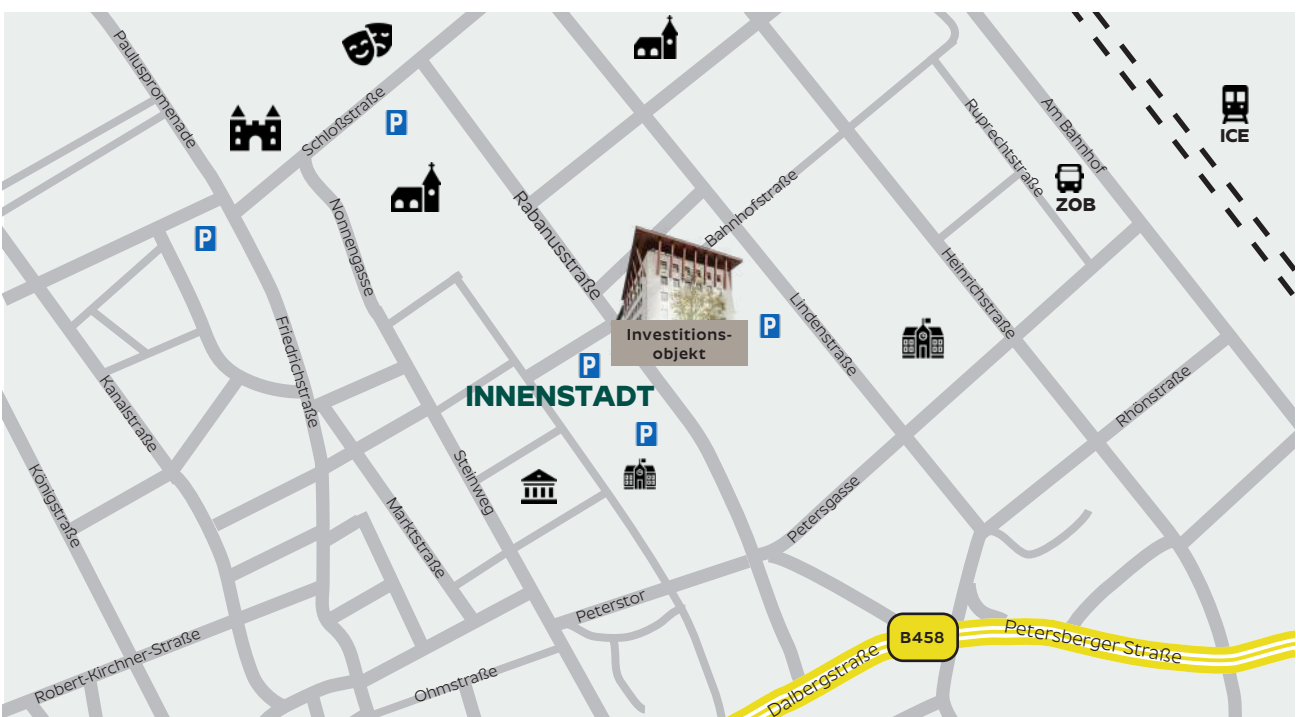 Pauluspromenade
Schloßstraße
P
Am Bahnhof
ICE
Ruprechtstraße
ZOB
Bahnhofstraße
Rabanusstraße
Nonnengasse
P
Heinrichstraße
Lindenstraße
Friedrichstraße
Investitions-
objekt
P
P
INNENSTADT
P
Kanalstraße
Rhönstraße
Königstraße
Steinweg
Marktstraße
Petersgasse
Peterstor
B458
Petersberger Straße
Robert-Kirchner-Straße
Ohmstraße
Dalbergstraße